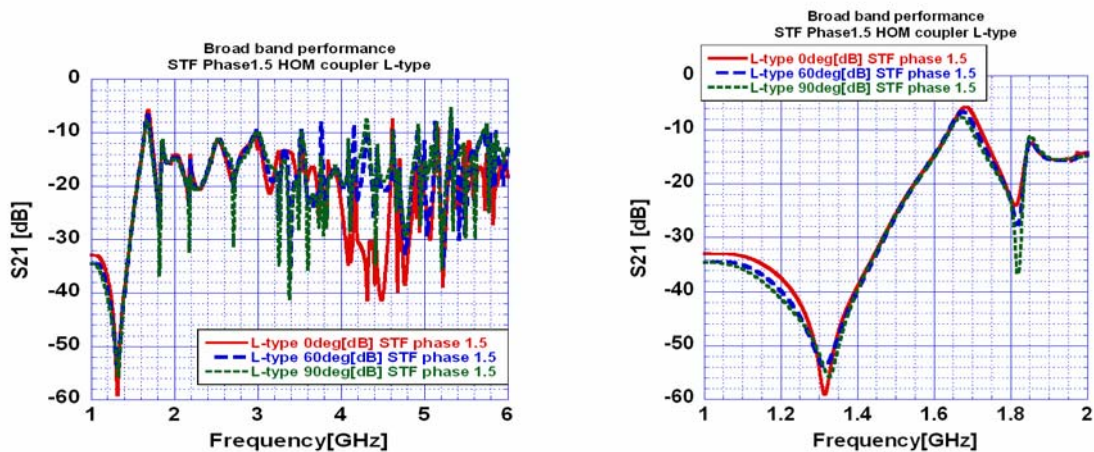 Broad band performance
STF Phase1.5 HOM coupler L-type
0
-10
-20
-30
-40
-50
-60
S21 [dB]
L-type 0deg[dB] STF phase 1.5
L-type 60deg[dB] STF phase 1.5
L-type 90deg[dB] STF phase 1.5
1 2 3 4 5 6
Frequency[GHz]
Broad band performance
STF Phase1.5 HOM coupler L-type
L-type 0deg[dB] STF phase 1.5
L-type 60deg[dB] STF phase 1.5
L-type 90deg[dB] STF phase 1.5
0
-10
-20
-30
-40
-50
-60
S21 [dB]
1 1.2 1.4 1.6 1.8 2
Frequency[GHz]